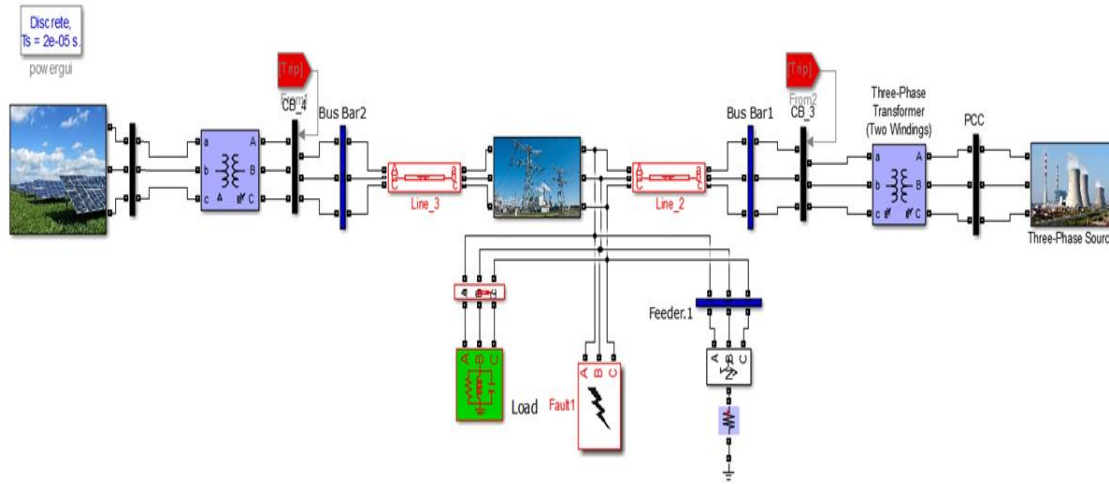 Discrete,
Ts = 2e-05 s.
powergui
[Trip]
From1
CB_4
Bus Bar2
a
b
c
A
B
C
A
B
C
a
b
c
Line_3
A
B
C
a
b
c
Line_2
Bus Bar1
[Trip]
From2
CB_3
Three-Phase
Transformer
(Two Windings)
a
b
c
A
B
C
PCC
Three-Phase Sourc
A B C
A B C
Load
A B C
Fault1
Feeder.1
A B C